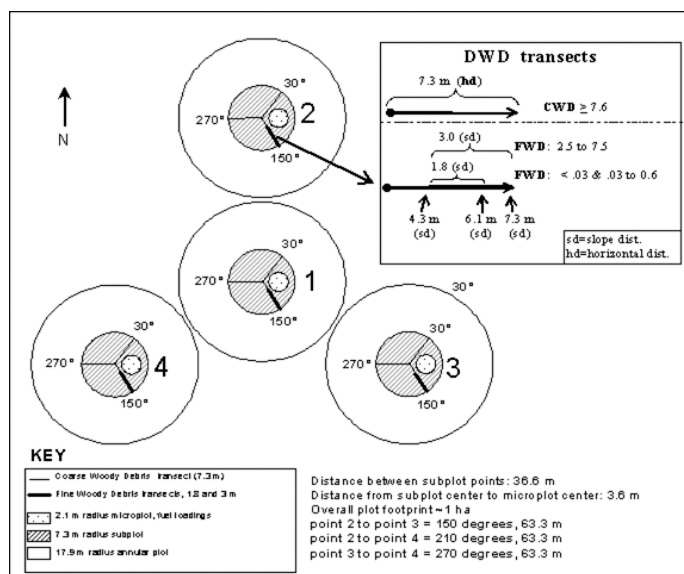 DWD transects
7.3 m (hd)
CWD ≥ 7.6
3.0 (sd)
FWD: 2.5 to 7.5
1.8 (sd)
FWD: < .03 & .03 to 0.6
4.3 m
(sd)
6.1 m
(sd)
7.3 m
(sd)
sd=slope dist.
hd=horizontal dist.
N
30°
270°
2
150°
30°
270°
1
150°
30°
30°
270°
4
150°
30°
270°
3
150°
KEY
Coarse Woody Debris transect (7.3m)
Fine Woody Debris transects, 1.8 and 3m
2.1 m radius microplot, fuel loadings
7.3 m radius subplot
17.9m radius annular plot
Distance between subplot points: 36.6 m
Distance from subplot center to microplot center: 3.6 m
Overall plot footprint ~1 ha
point 2 to point 3 = 150 degrees, 63.3 m
point 2 to point 4 = 210 degrees, 63.3 m
point 3 to point 4 = 270 degrees, 63.3 m